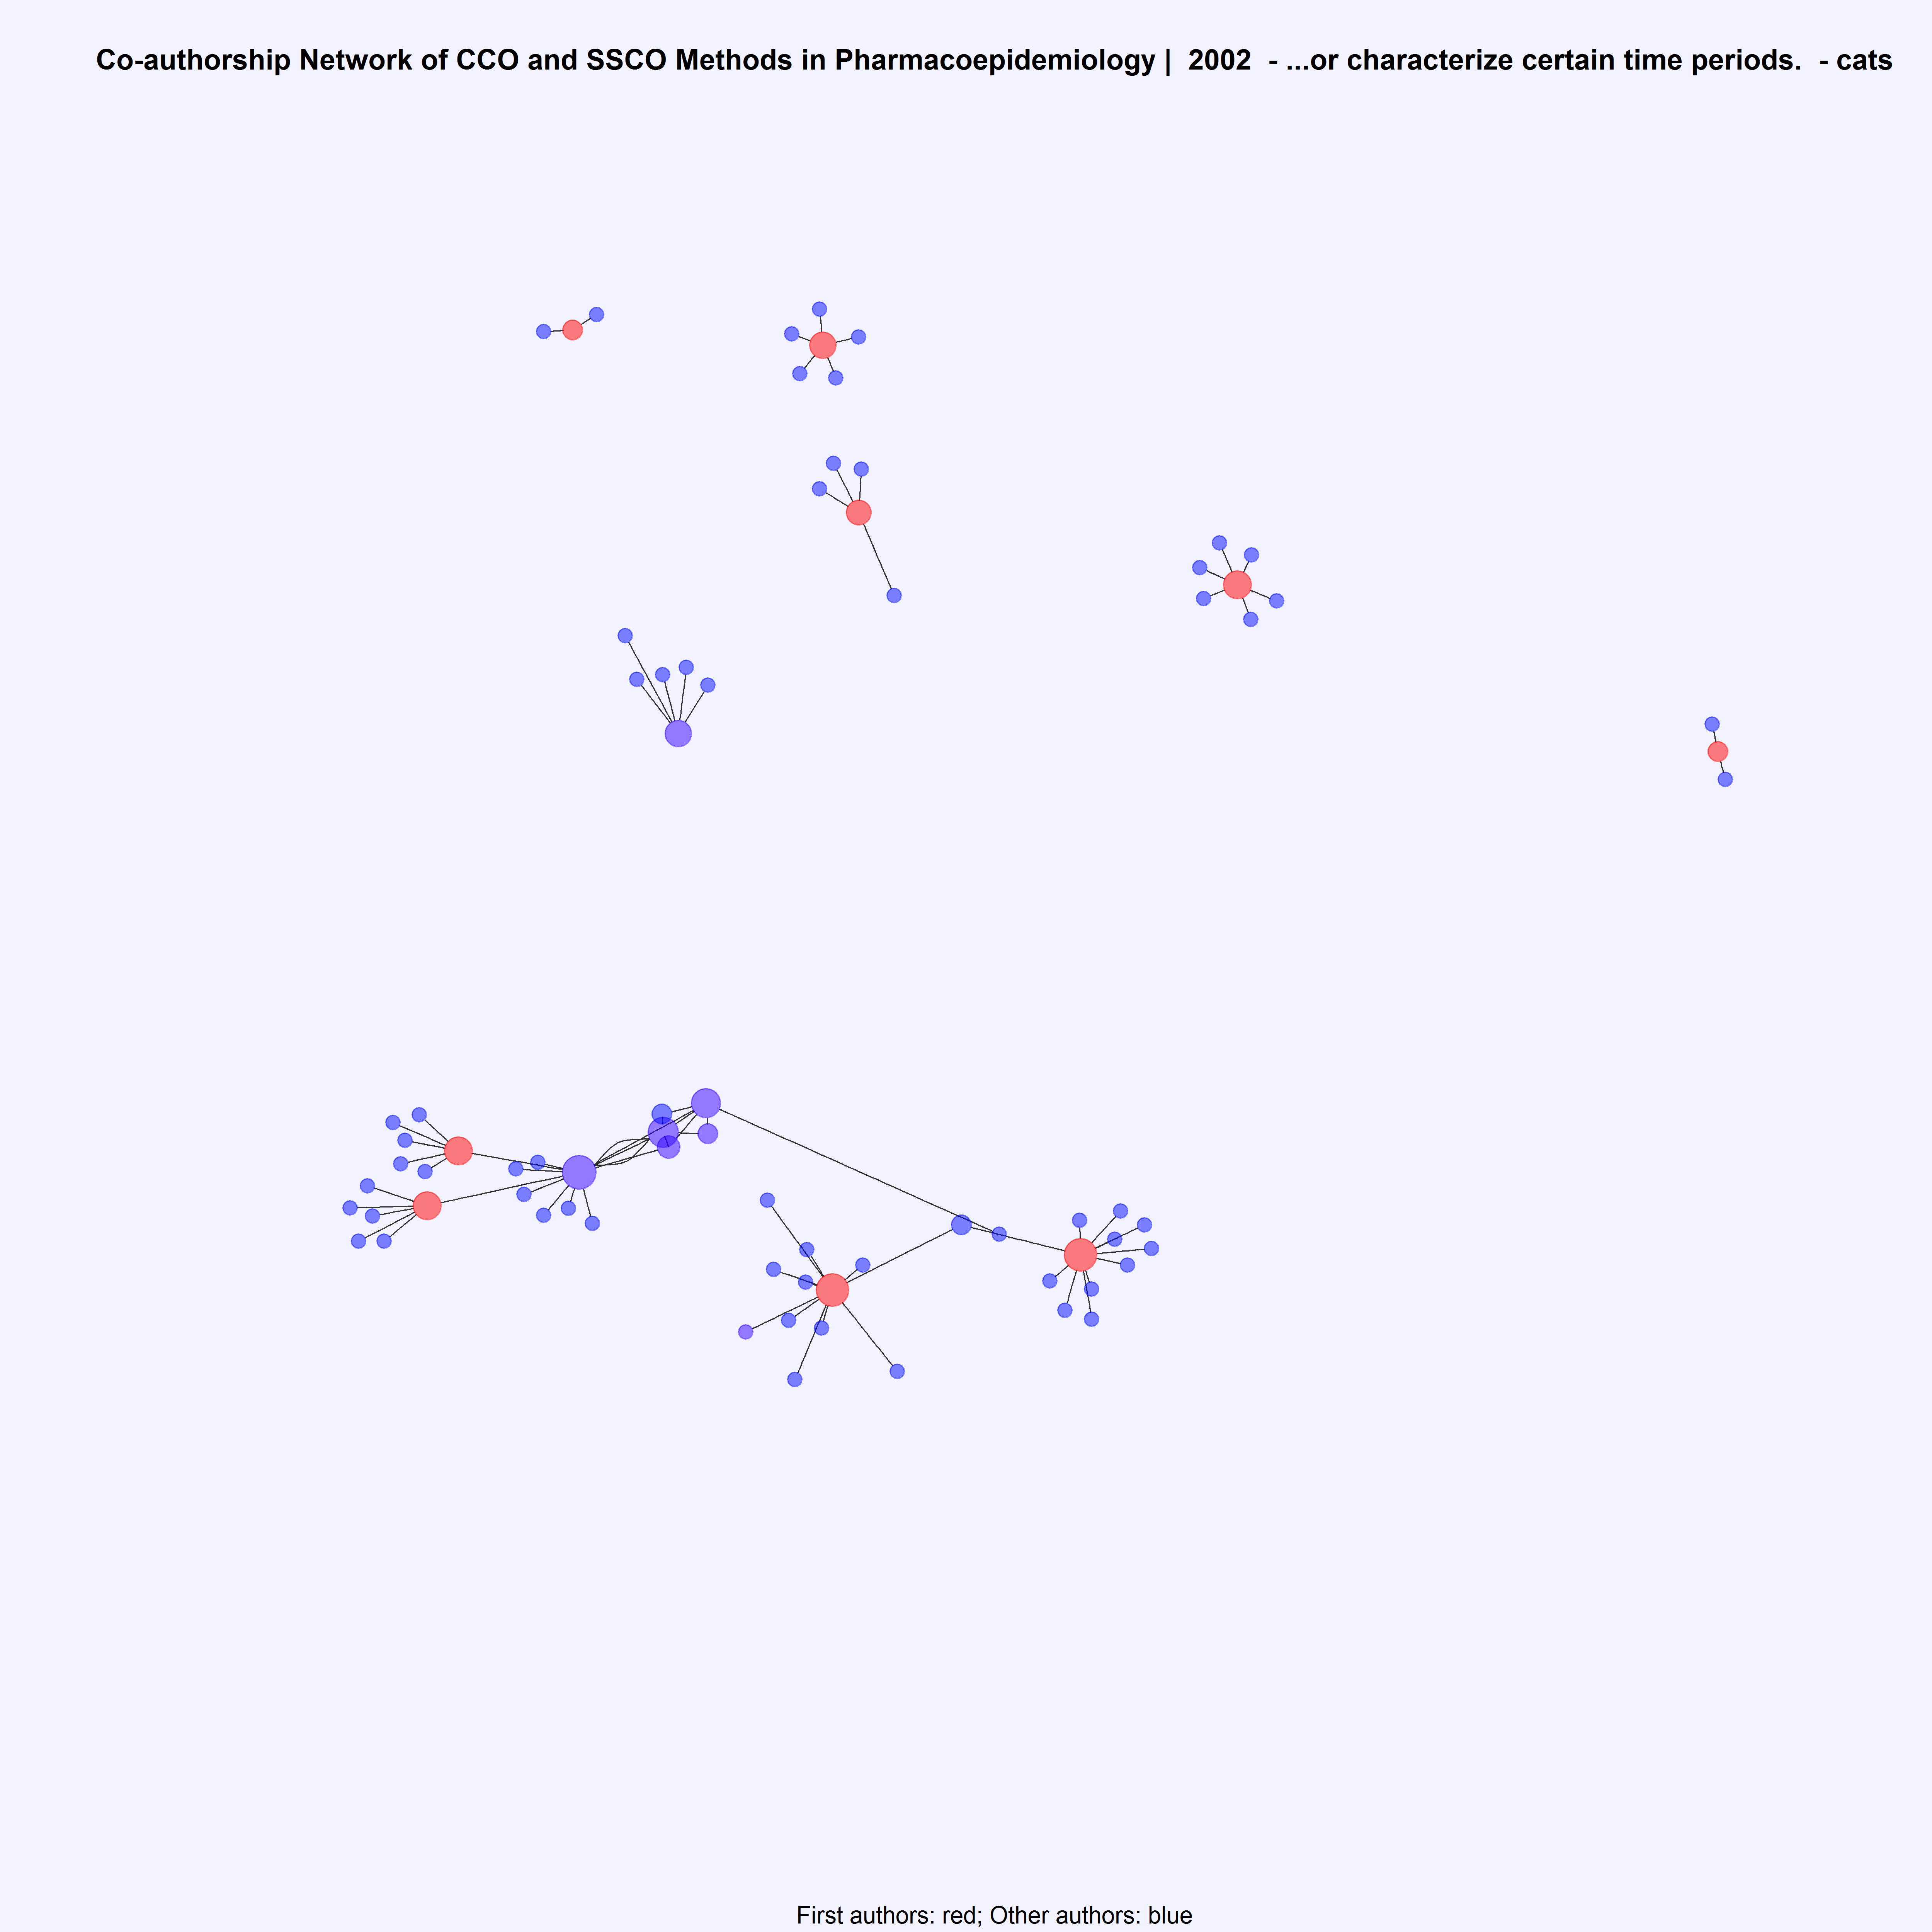 Co-authorship Network of CCO and SSCO Methods in Pharmacoepidemiology |  2002  - ...or characterize certain time periods.  - cats
First authors: red; Other authors: blue